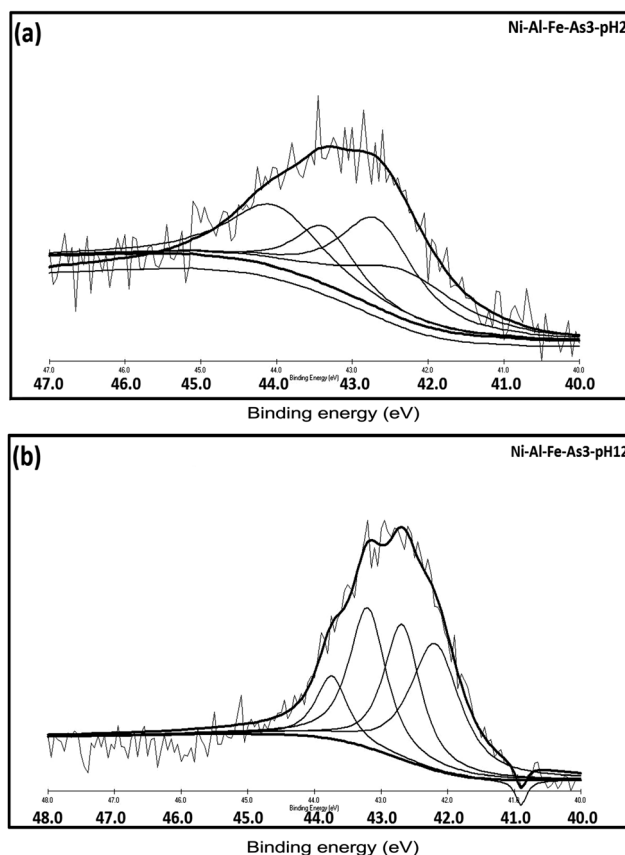 (a)
Ni-Al-Fe-As3-pH2
47.0 46.0 45.0 44.0 43.0 42.0 41.0 40.0
Binding Energy (eV)
47.0 46.0 45.0 44.0 43.0 42.0 41.0 40.0
Binding energy (eV)
(b)
Ni-Al-Fe-As3-pH12
48.0 47.0 46.0 45.0 44.0 43.0 42.0 41.0 40.0
Binding Energy (eV)
48.0 47.0 46.0 45.0 44.0 43.0 42.0 41.0 40.0
Binding energy (eV)